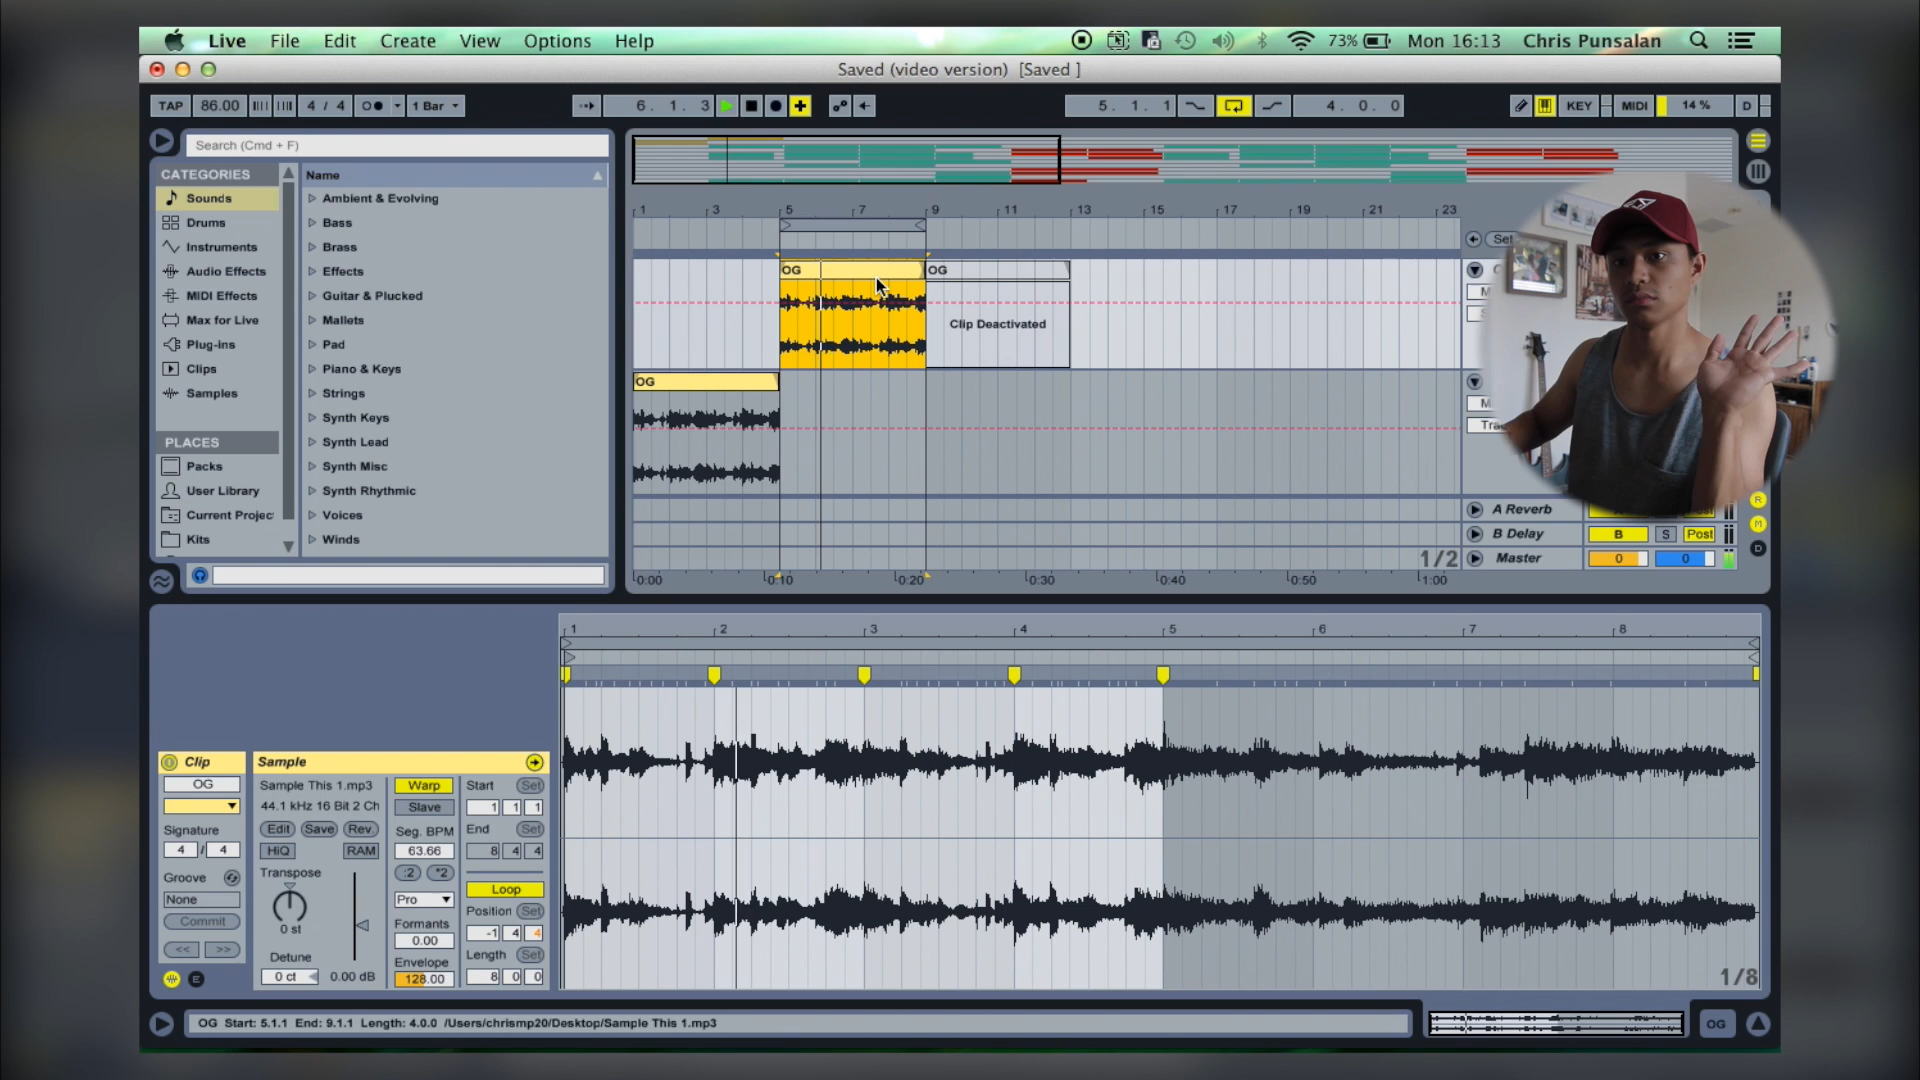 Live File Edit Create View Options Help 73% Mon 16:13 Chris Punsalan
Saved (video version) [Saved ]
TAP 86.00 4 / 4 1 Bar 6. 1. 3 5. 1. 1 4. 0. 0 KEY MIDI 14 % D
Search (Cmd + F)
CATEGORIES
Sounds
Drums
Instruments
Audio Effects
MIDI Effects
Max for Live
Plug-ins
Clips
Samples
PLACES
Packs
User Library
Current Projec
Kits
Name
Ambient & Evolving
Bass
Brass
Effects
Guitar & Plucked
Mallets
Pad
Piano & Keys
Strings
Synth Keys
Synth Lead
Synth Misc
Synth Rhythmic
Voices
Winds
1 3 5 7 9 11 13 15 17 19 21 23
Set
OG OG
Clip Deactivated
OG
A Reverb Post R
M
B Delay B S Post
D
1/2 Master 0 0
0:00 0:10 0:20 0:30 0:40 0:50 1:00
1 2 3 4 5 6 7 8
1/8
Clip
OG
Signature
4 / 4
Groove
None
Commit
<< >>
E
Sample
Sample This 1.mp3
44.1 kHz 16 Bit 2 Ch
Edit Save Rev.
HiQ RAM
Transpose
0 st
Detune
0 ct 0.00 dB
Warp
Slave
Seg. BPM
63.66
:2 *2
Pro
Formants
0.00
Envelope
128.00
Start Set
1 1 1
End Set
8 4 4
Loop
Position Set
-1 4 4
Length Set
8 0 0
OG Start: 5.1.1 End: 9.1.1 Length: 4.0.0 /Users/chrismp20/Desktop/Sample This 1.mp3
OG